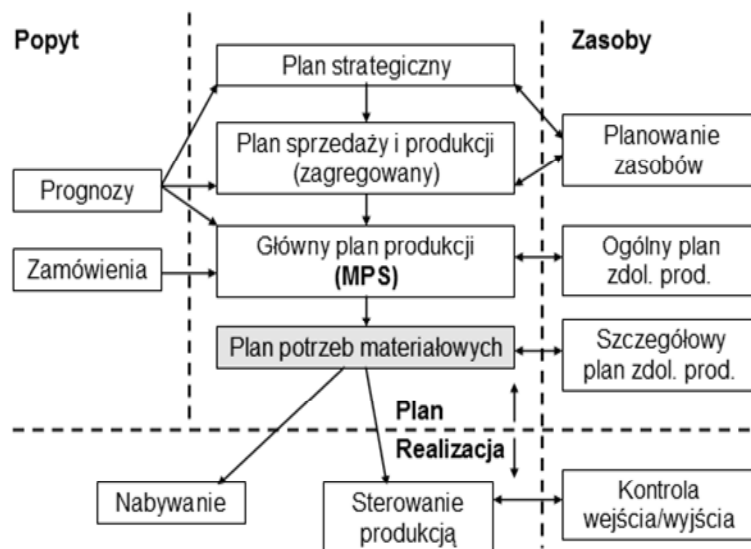 Popyt
Zasoby
Plan strategiczny
Plan sprzedaży i produkcji
(zagregowany)
Planowanie
zasobów
Prognozy
Główny plan produkcji
(MPS)
Ogólny plan
zdol. prod.
Zamówienia
Plan potrzeb materiałowych
Szczegółowy
plan zdol. prod.
Plan
Realizacja
Nabywanie
Sterowanie
produkcją
Kontrola
wejścia/wyjścia